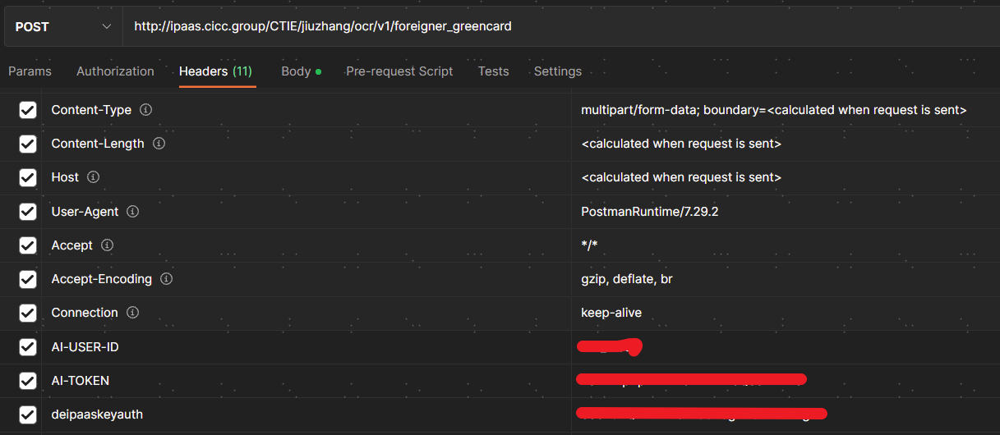 POST http://ipaas.cicc.group/CTIE/jiuzhang/ocr/v1/foreigner_greencard
Params Authorization Headers (11) Body Pre-request Script Tests Settings
Content-Type multipart/form-data; boundary=<calculated when request is sent>
Content-Length <calculated when request is sent>
Host <calculated when request is sent>
User-Agent PostmanRuntime/7.29.2
Accept */*
Accept-Encoding gzip, deflate, br
Connection keep-alive
AI-USER-ID
AI-TOKEN
deipaaskeyauth